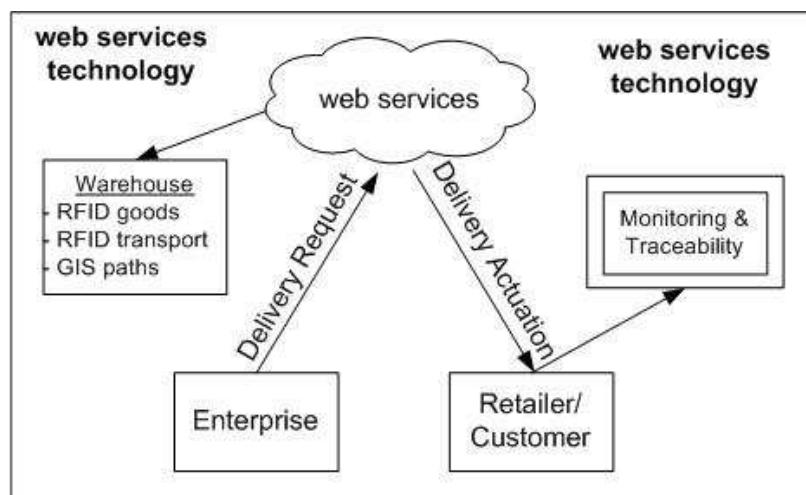 web services
technology
web services
web services
technology
Warehouse
- RFID goods
- RFID transport
- GIS paths
Delivery Request
Delivery Actuation
Monitoring &
Traceability
Enterprise
Retailer/
Customer